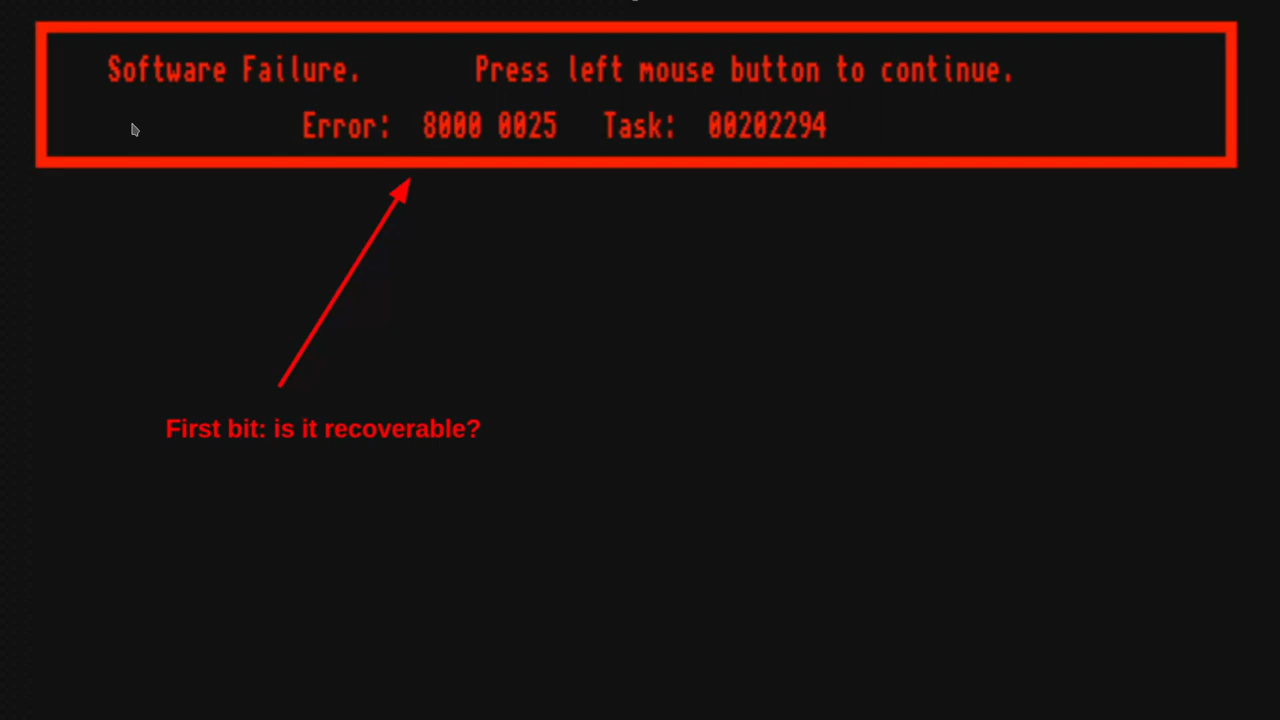 Software Failure. Press left mouse button to continue.
Error: 8000 0025 Task: 00202294
First bit: is it recoverable?